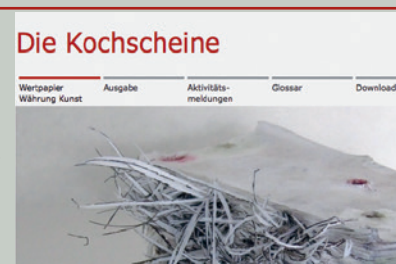 Die Kochscheine
Wertpapier
Währung Kunst
Ausgabe
Aktivitäts-
meldungen
Glossar
Download